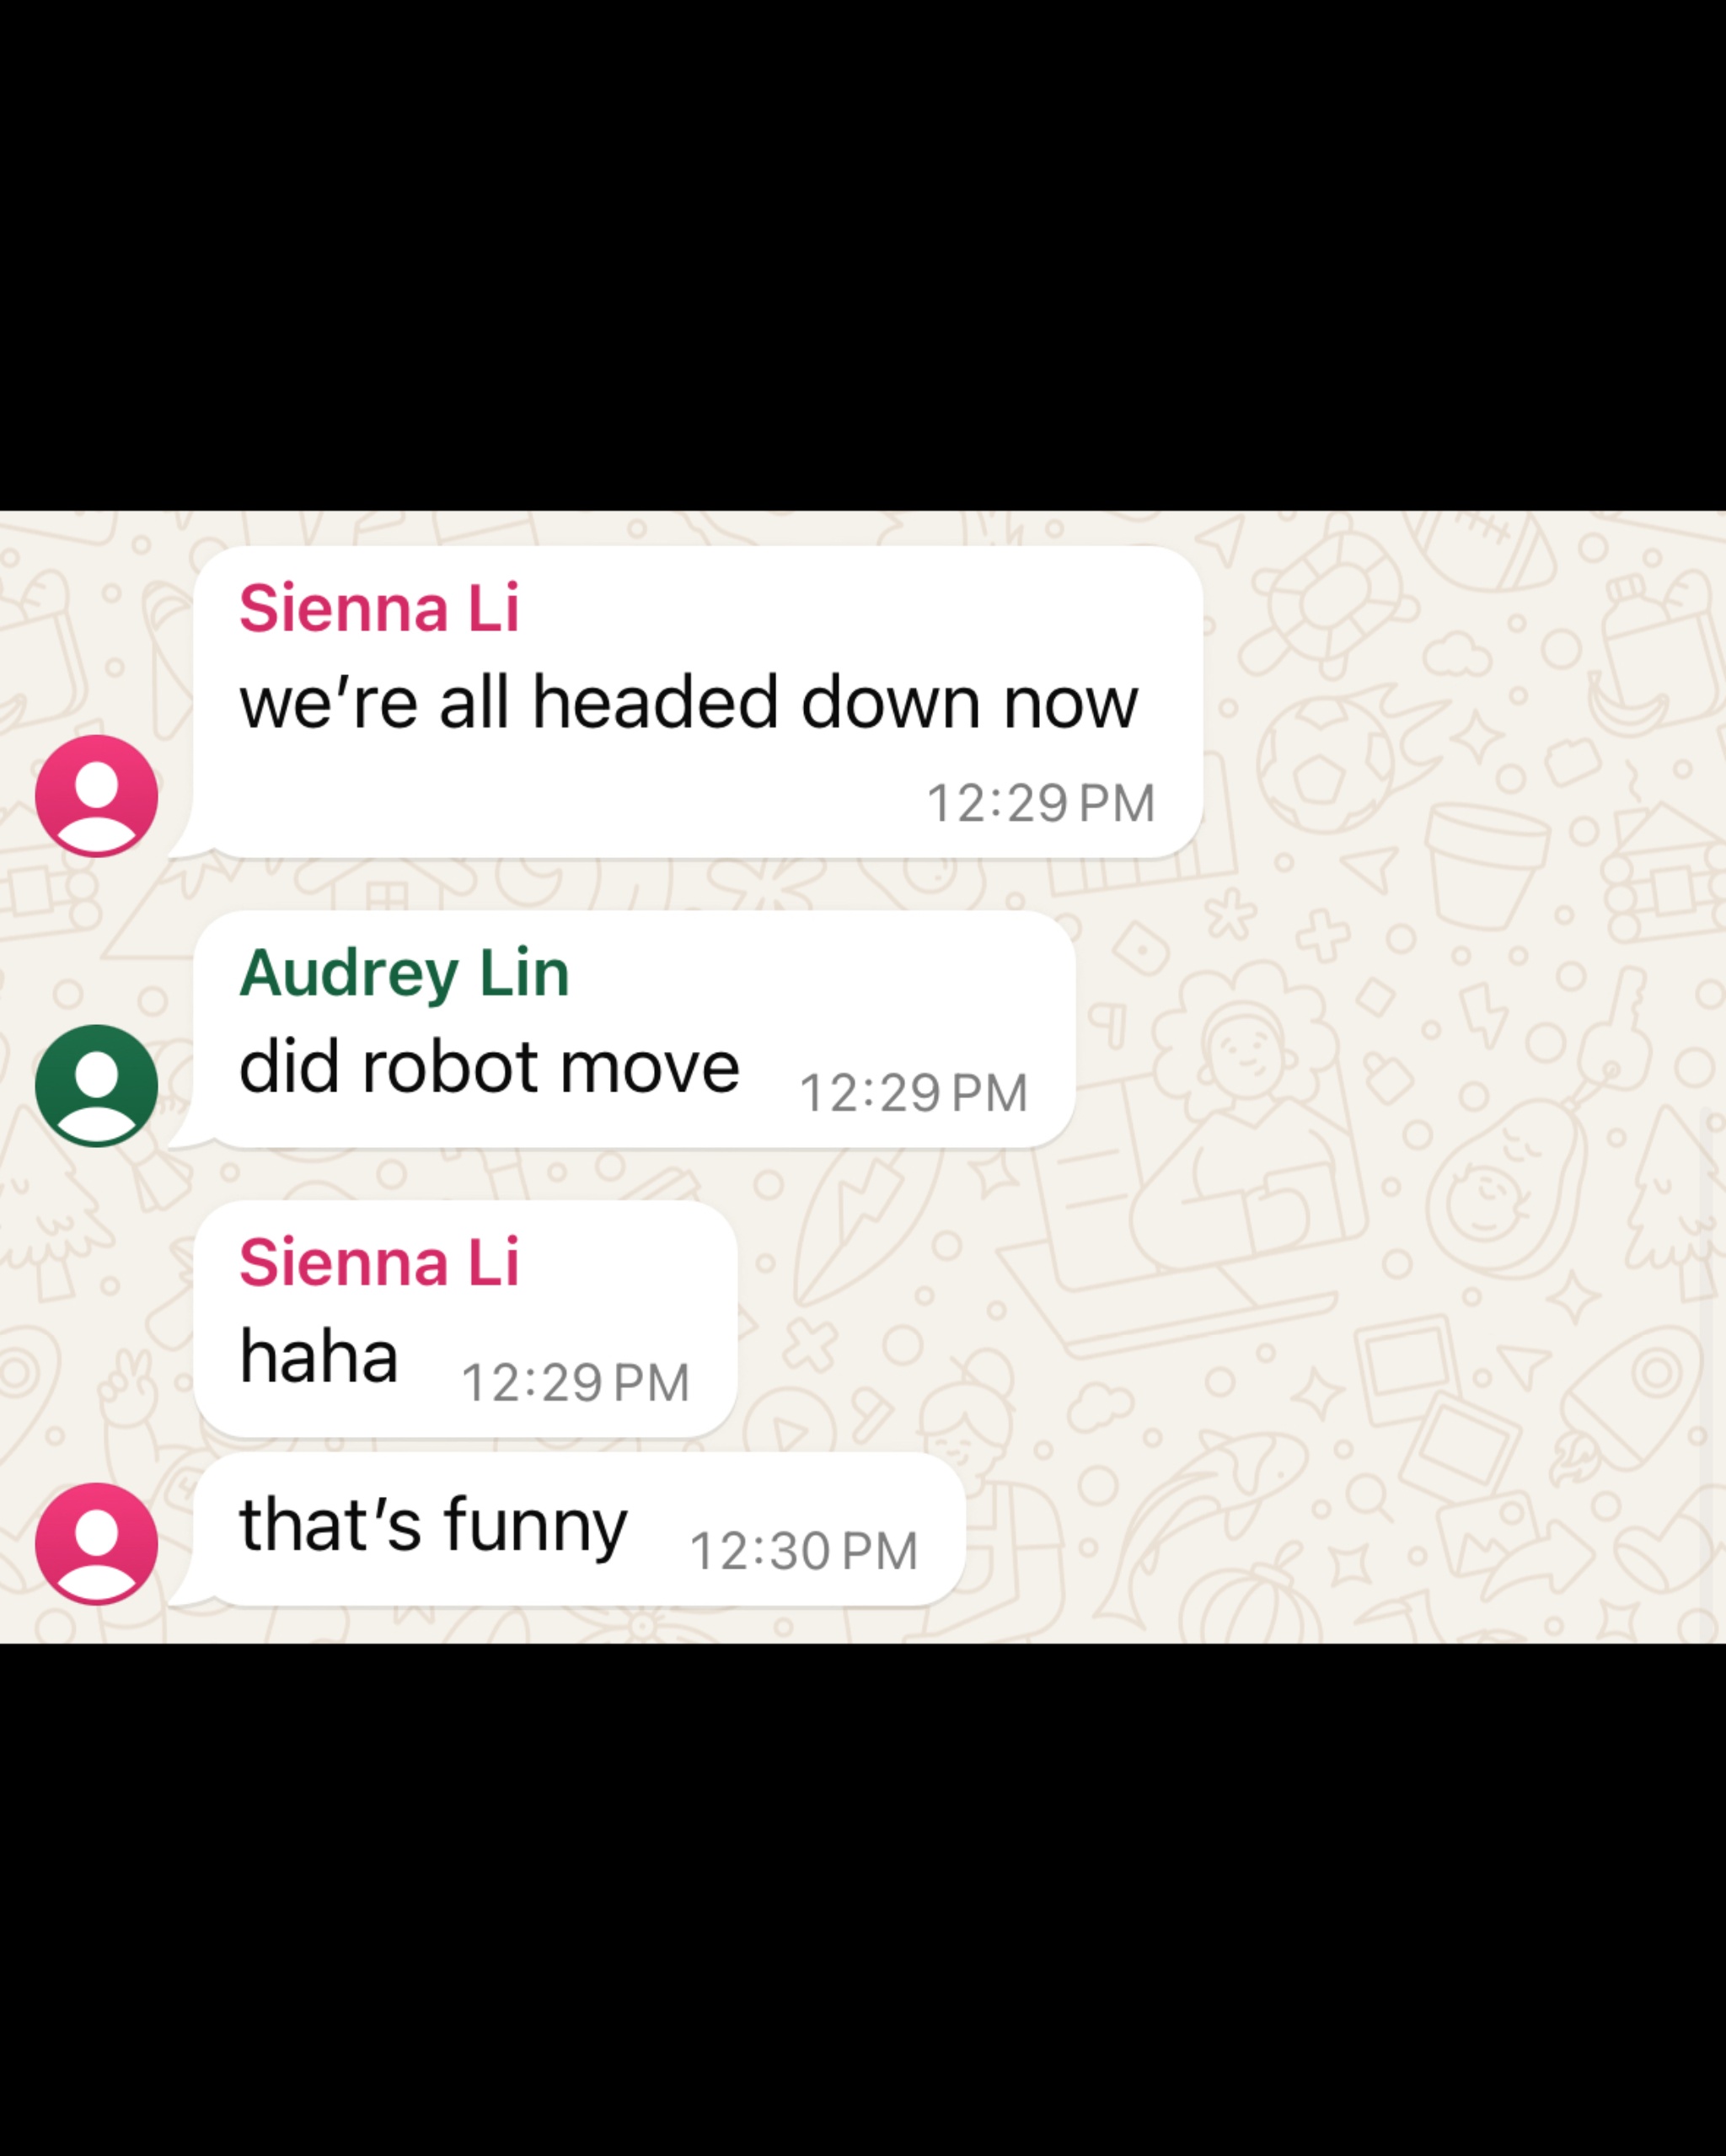 Sienna Li
we’re all headed down now
12:29 PM
Audrey Lin
did robot move 12:29 PM
Sienna Li
haha 12:29 PM
that’s funny 12:30 PM